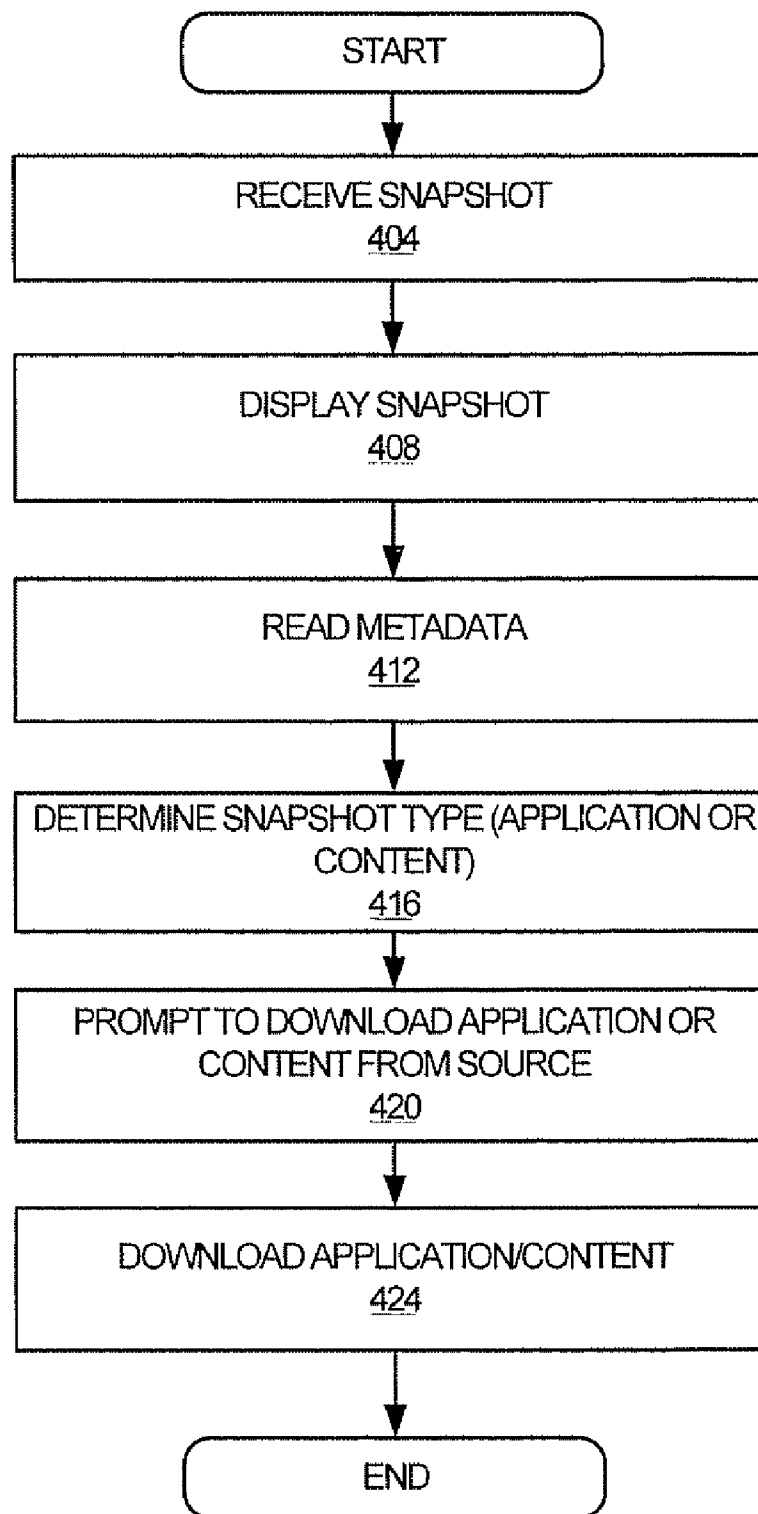 START
RECEIVE SNAPSHOT
404
DISPLAY SNAPSHOT
408
READ METADATA
412
DETERMINE SNAPSHOT TYPE (APPLICATION OR
CONTENT)
416
PROMPT TO DOWNLOAD APPLICATION OR
CONTENT FROM SOURCE
420
DOWNLOAD APPLICATION/CONTENT
424
END